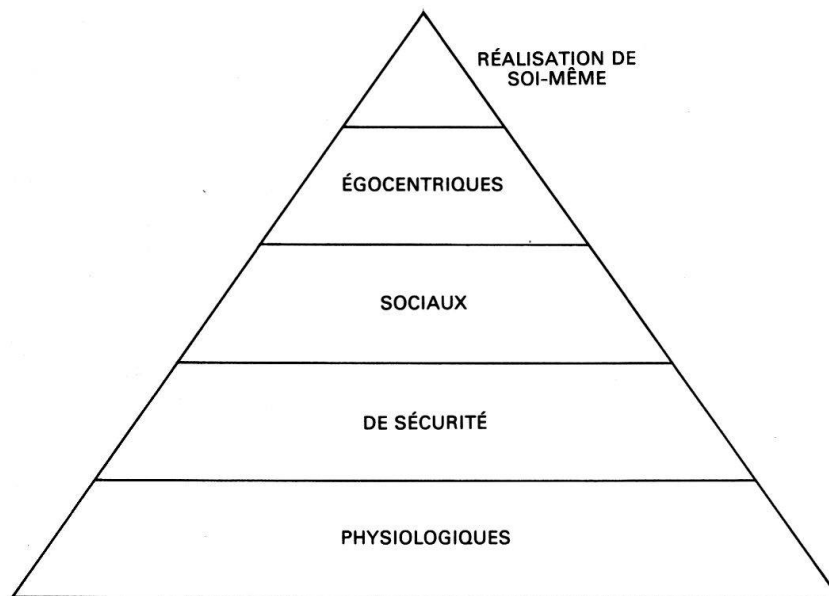 RÉALISATION DE
SOI-MÊME
ÉGOCENTRIQUES
SOCIAUX
DE SÉCURITÉ
PHYSIOLOGIQUES